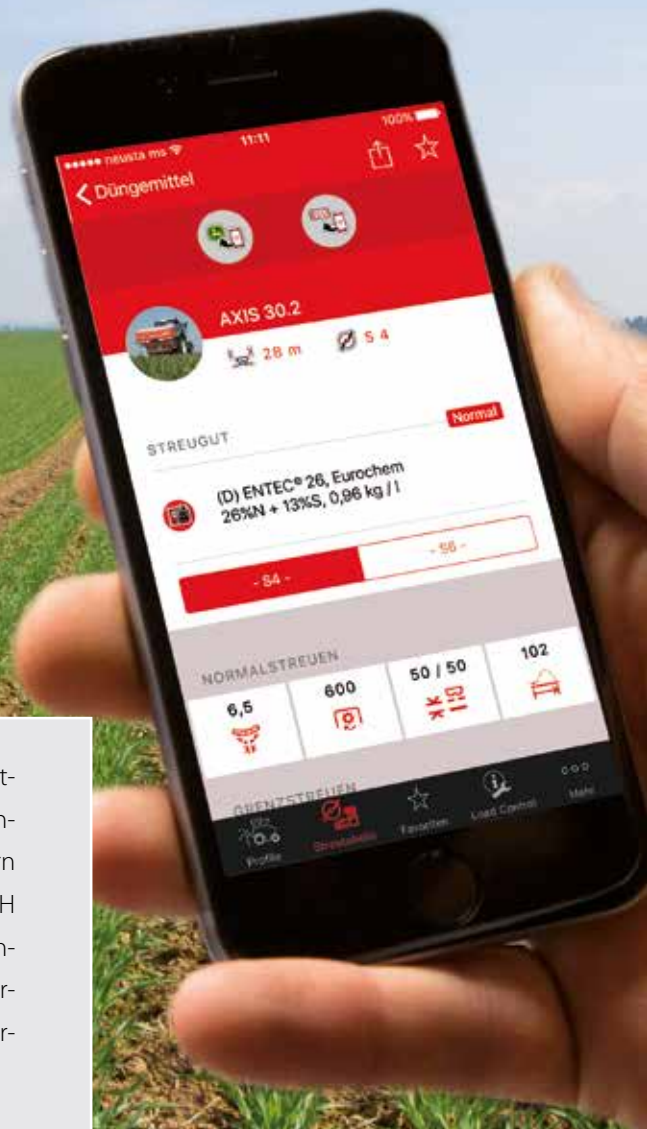 neusta ms
11:11
100%
Düngemittel
AXIS 30.2
28 m
S 4
STREUGUT
Normal
(D) ENTEC® 26, Eurochem
26%N + 13%S, 0,96 kg / l
- S4 -
- S6 -
NORMALSTREUEN
6,5
600
50 / 50
102
GRENZSTREUEN
Profile
Streutabelle
Favoriten
Load Control
Mehr
t-
n-
rn
H
n-
r-
r-